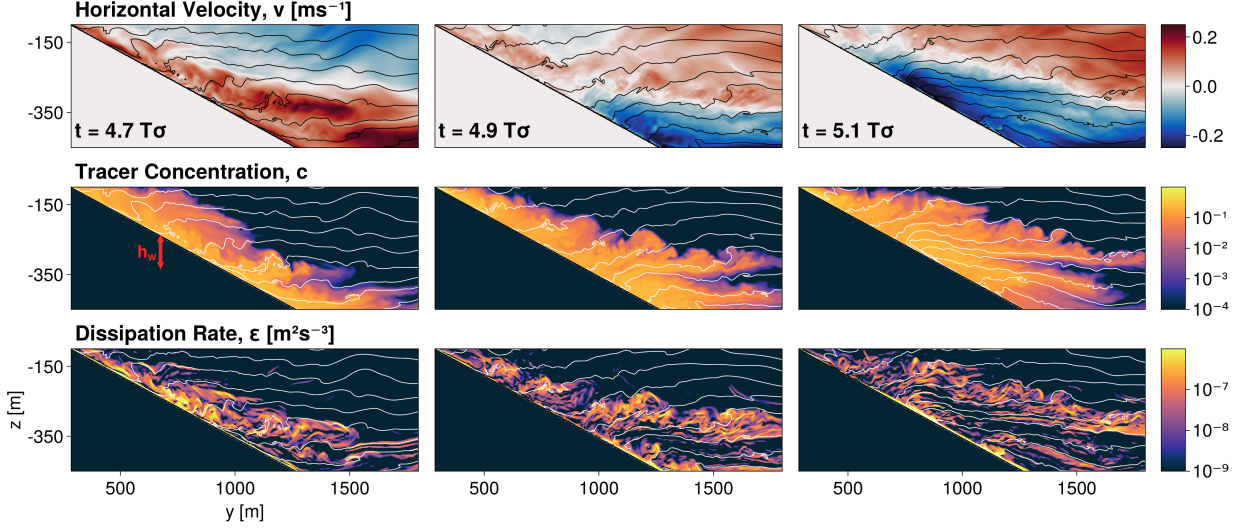 Horizontal Velocity, v [ms⁻¹]
-150
-350
t = 4.7 Tσ
t = 4.9 Tσ
t = 5.1 Tσ
0.2
0.0
-0.2
Tracer Concentration, c
-150
-350
h_w
10⁻¹
10⁻²
10⁻³
10⁻⁴
Dissipation Rate, ε [m²s⁻³]
-150
-350
z [m]
10⁻⁷
10⁻⁸
10⁻⁹
500 1000 1500 500 1000 1500 500 1000 1500
y [m]